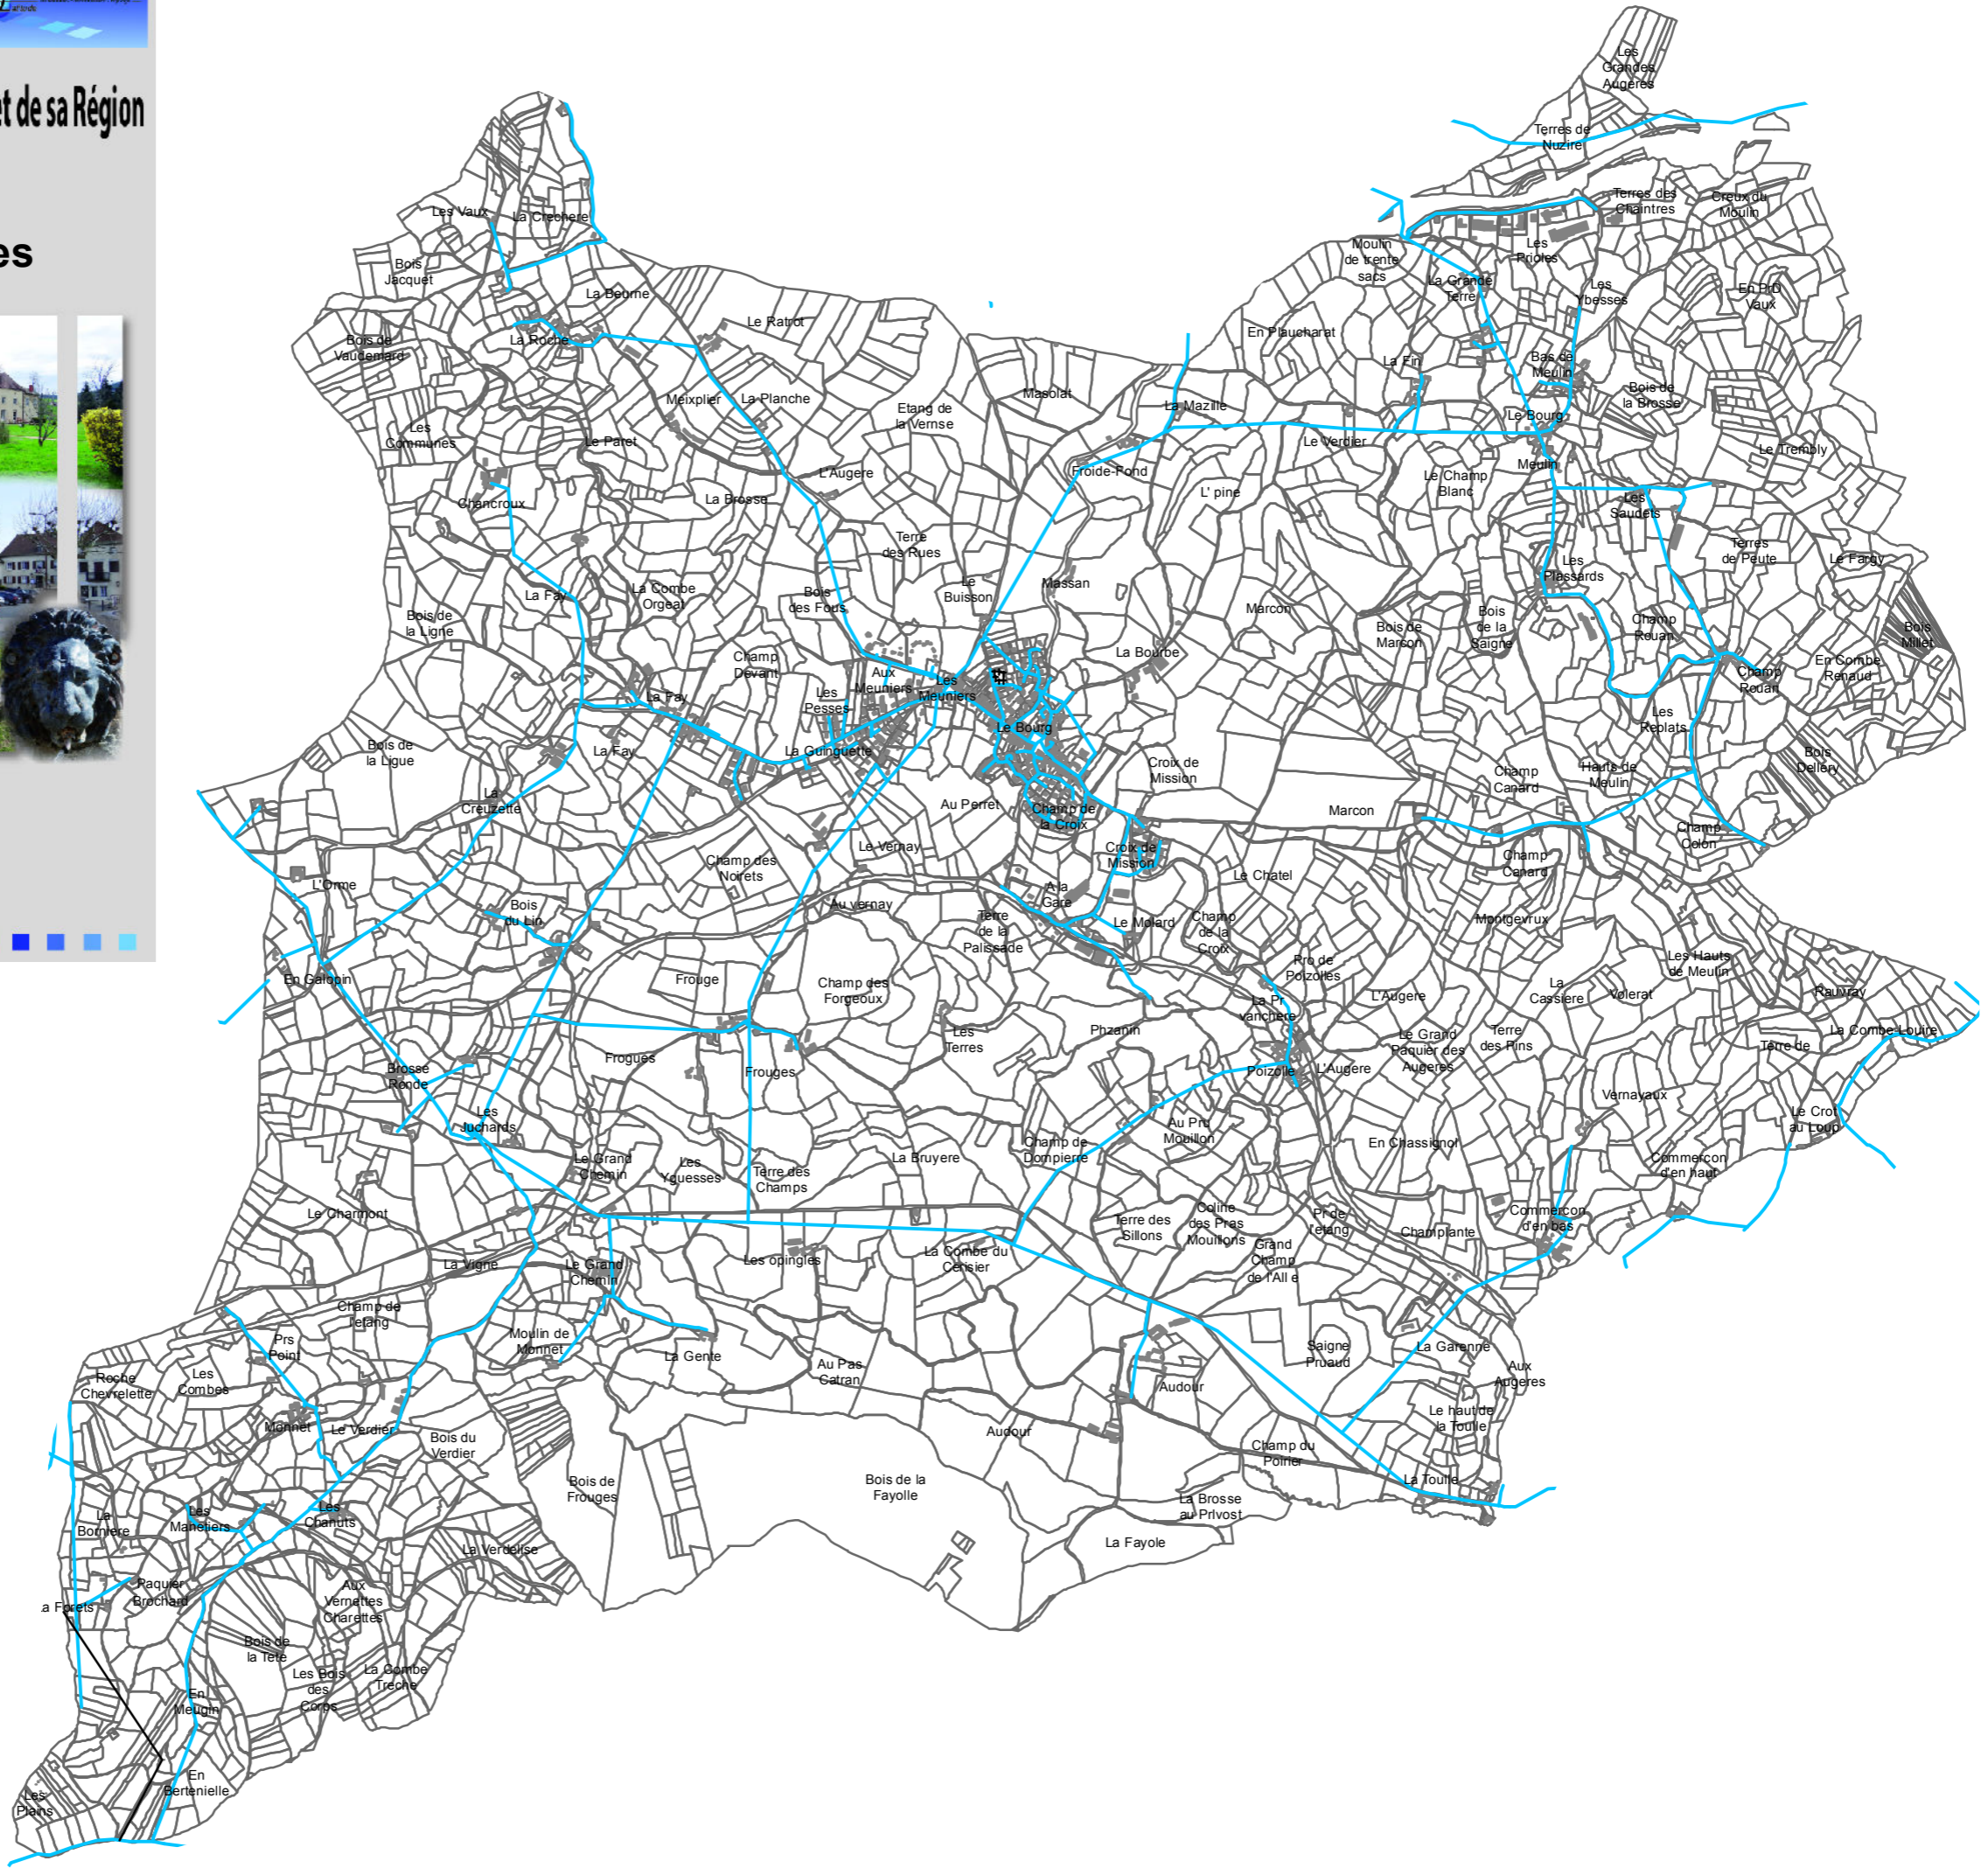 et de sa Région
es
Les
Grandes
Augeres
Terres de
Nuzire
Les Vaux
La Crechere
Terres des
Chaintres
Creux du
Moulin
Bois
Jacquet
Moulin
de trente
sacs
Les
Prioles
La Beurne
La Grande
Terre
Les
Ybesses
En PrD
Vaux
Le Ratrot
En Plaucharat
Bois de
Vaudemard
La Roche
La Fin
Bas de
Meulin
Bois de
la Brosse
Meixplier
La Planche
Masolat
La Mazille
Etang de
la Vernse
Le Bourg
Les
Communes
Le Paret
Le Verdier
Le Trembly
L'Augere
Froide-Fond
Meulin
Le Champ
Blanc
Chancroux
La Brosse
L' pine
Les
Saudets
Terre
des Rues
Terres
de Peute
Le Fargy
Les
Plassards
La Fay
La Combe
Orgeat
Bois
des Fous
Le
Buisson
Massan
Marcon
Bois de
la Ligne
Bois de
Marcon
Bois
de la
Saigne
Champ
Rouan
Bois
Millet
La Bourbe
Champ
Devant
Aux
Meuniers
Les
Meuniers
En Combe
Renaud
Champ
Rouan
La Fay
Les
Pesses
Le Bourg
Les
Replats
Bois de
la Ligue
La Fay
La Guinguette
Croix de
Mission
Champ
Canard
Hauts de
Meulin
Bois
Dellery
La
Creuzette
Au Perret
Champ de
la Croix
Marcon
Champ
Colon
Le Vernay
Croix de
Mission
Champ
Canard
Champ des
Noirets
L'Orme
Le Chatel
Bois
du Lin
Au vernay
A la
Gare
Terre
de la
Palissade
Le Molard
Champ
de la
Croix
Montgevrux
Les Hauts
de Meulin
En Galopin
Frouge
Champ des
Forgeoux
Pro de
Poizolles
La Pr
vanchere
L'Augere
La
Cassiere
Volerat
Rauvray
Les
Terres
Phzanin
Le Grand
Paquier des
Augeres
Terre
des Pins
La Combe-Louire
Terre de
Frogues
Frouges
Poizolle
L'Augere
Brosse
Ronde
Vernayaux
Les
Juchards
Au Pru
Mouillon
Le Crot
au Loup
Champ de
Dompierre
En Chassignol
Le Grand
Chemin
Les
Yguesses
Terre des
Champs
La Bruyere
Commerçon
d'en haut
Le Charmont
Terre des
Sillons
Coline
des Pras
Mouillons
Pr de
l'etang
Champlante
Commercon
d'en bas
La Vigne
Le Grand
Chemin
Les opingles
La Combe du
Cerisier
Grand
Champ
de l'All e
Champ de
l'etang
Prs
Point
Moulin de
Monnet
La Gente
Au Pas
Catran
Saigne
Pruaud
La Garenne
Aux
Augeres
Roche
Chevrelette
Les
Combes
Audour
Monnet
Le Verdier
Bois du
Verdier
Audour
Le haut de
la Toulle
Champ du
Poirier
Bois de
Frouges
Bois de la
Fayolle
La Toulle
La
Borniere
Les
Manetiers
Les
Chanuts
La Brosse
au PrIvost
La Verdelise
La Fayole
Paquier
Brochard
Aux
Vernettes
Charettes
a Forets
Bois de
la Tete
Les Bois
des
Corps
La Combe
Treche
En
Meugin
En
Bertenielle
Les
Plains